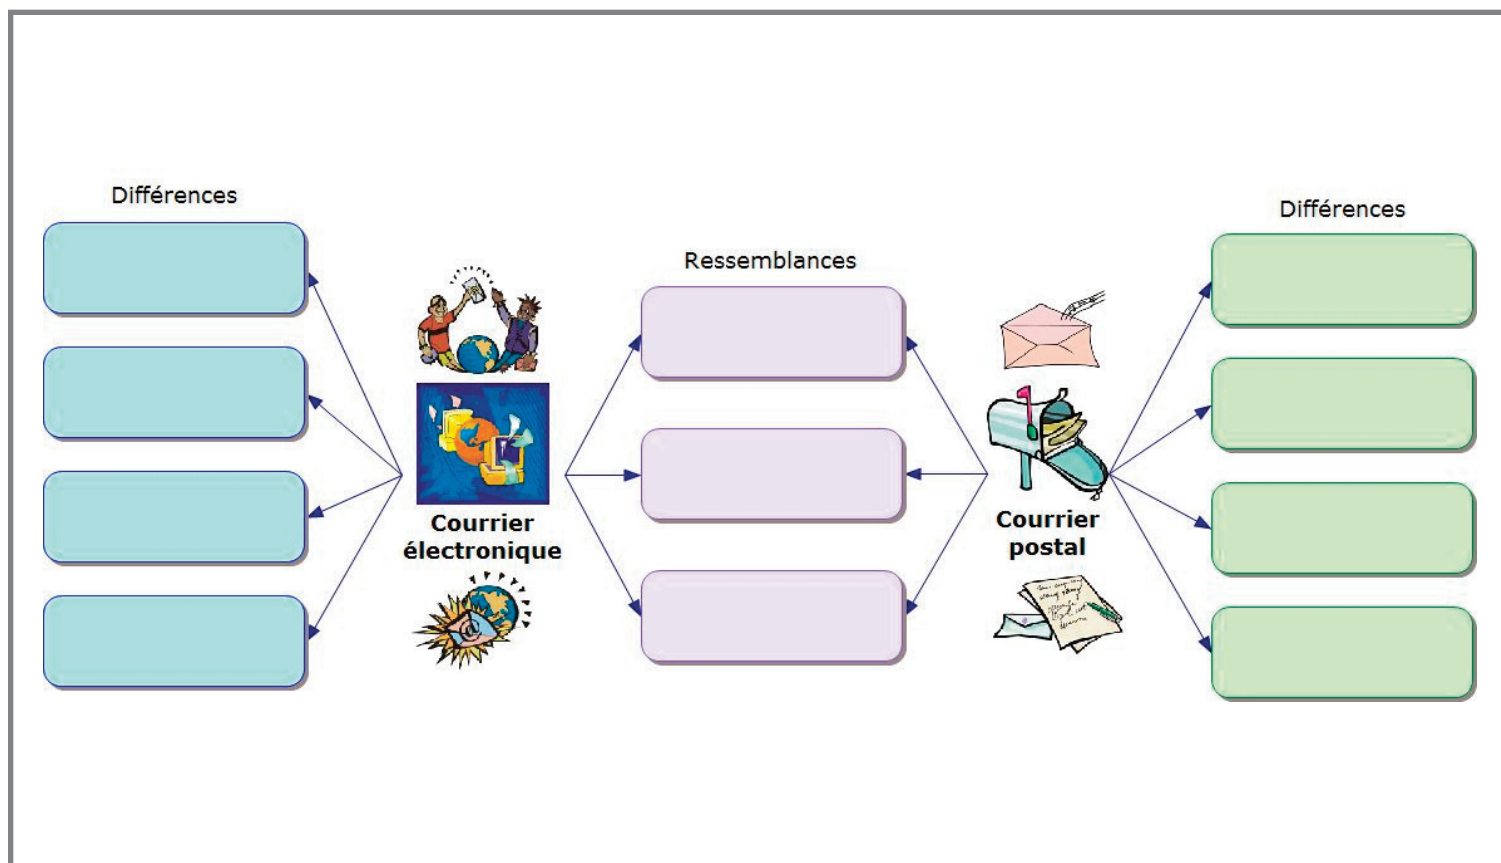 Différences
Différences
Ressemblances
Courrier
électronique
Courrier
postal